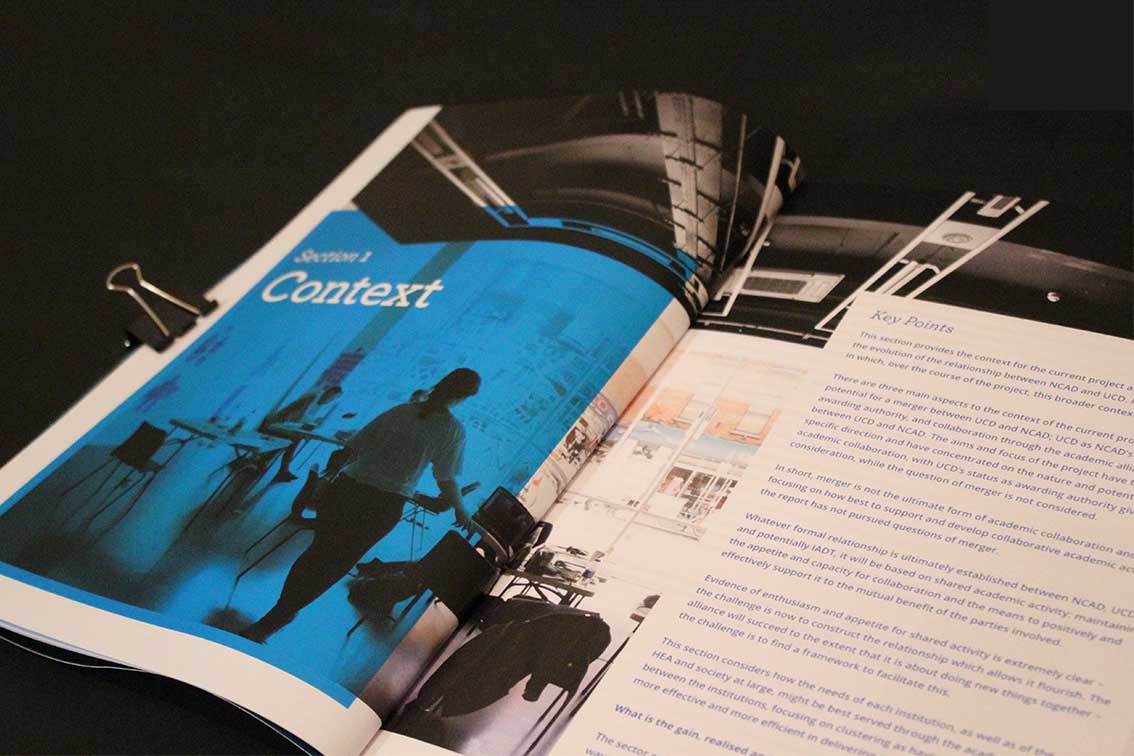 Section 1
Context
Key Points
This section provides the context for the current project as
the evolution of the relationship between NCAD and UCD.
in which, over the course of the project, this broader context
There are three main aspects to the context of the current
potential for a merger between UCD and NCAD; UCD as NCAD's
awarding authority; and collaboration through the academic
between UCD and NCAD. The aims and focus of the project have
specific direction and have concentrated on the nature and
academic collaboration, with UCD's status as awarding authority
consideration, while the question of merger is not considered.
In short, merger is not the ultimate form of academic collaboration and
focusing on how best to support and develop collaborative academic
the report has not pursued questions of merger.
Whatever formal relationship is ultimately established between NCAD, UCD
and potentially IADT, it will be based on shared academic activity: maintaining
the appetite and capacity for collaboration and the means to positively and
effectively support it to the mutual benefit of the parties involved.
Evidence of enthusiasm and appetite for shared activity is extremely clear –
the challenge is now to construct the relationship which allows it flourish. The
alliance will succeed to the extent that it is about doing new things together –
the challenge is to find a framework to facilitate this.
This section considers how the needs of each institution, as well as of
HEA and society at large, might be best served through the
between the institutions, focusing on clustering as
more effective and more efficient in delivering
What is the gain, realised
The sector